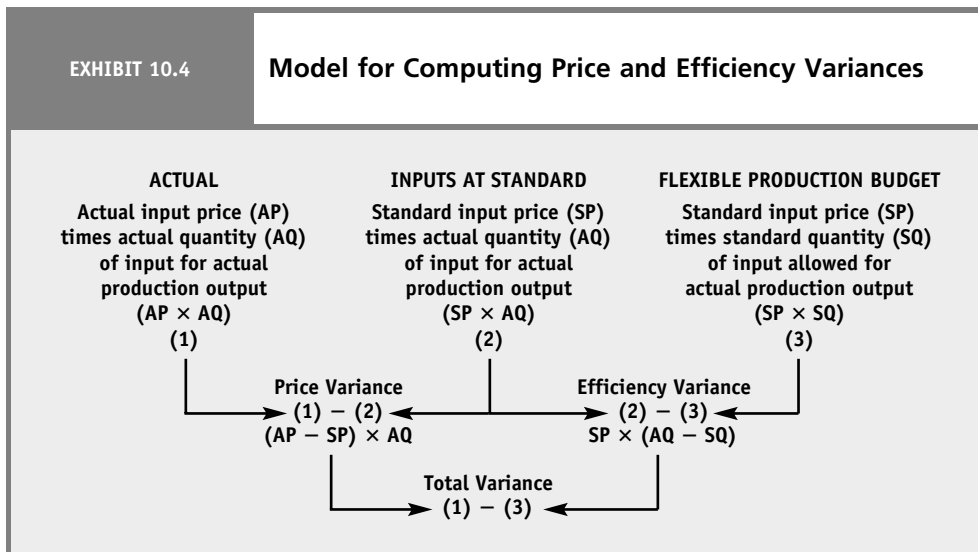 EXHIBIT 10.4
Model for Computing Price and Efficiency Variances
ACTUAL
Actual input price (AP)
times actual quantity (AQ)
of input for actual
production output
(AP × AQ)
(1)
INPUTS AT STANDARD
Standard input price (SP)
times actual quantity (AQ)
of input for actual
production output
(SP × AQ)
(2)
FLEXIBLE PRODUCTION BUDGET
Standard input price (SP)
times standard quantity (SQ)
of input allowed for
actual production output
(SP × SQ)
(3)
Price Variance
(1) − (2)
(AP − SP) × AQ
Efficiency Variance
(2) − (3)
SP × (AQ − SQ)
Total Variance
(1) − (3)